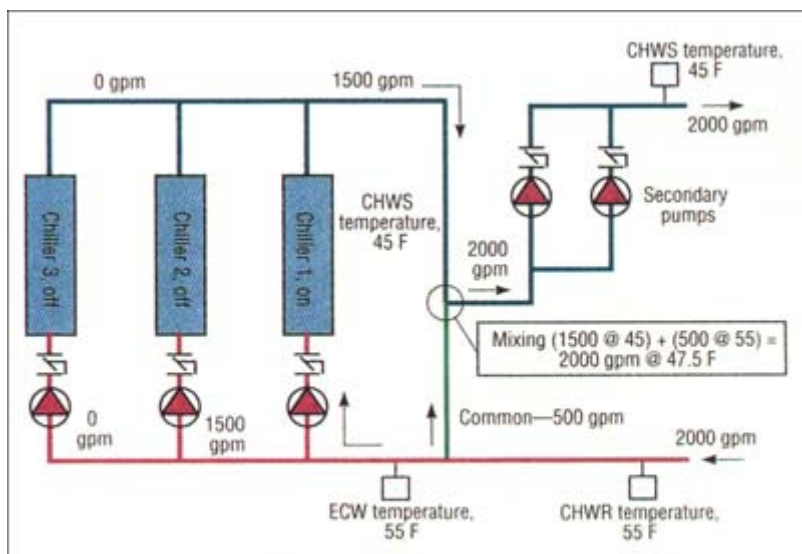 CHWS temperature,
45 F
0 gpm
1500 gpm
2000 gpm
Secondary
pumps
CHWS
temperature,
45 F
2000
gpm
Chiller 3, off
Chiller 2, off
Chiller 1, on
Mixing (1500 @ 45) + (500 @ 55) =
2000 gpm @ 47.5 F
0
gpm
1500
gpm
Common—500 gpm
2000 gpm
ECW temperature,
55 F
CHWR temperature,
55 F